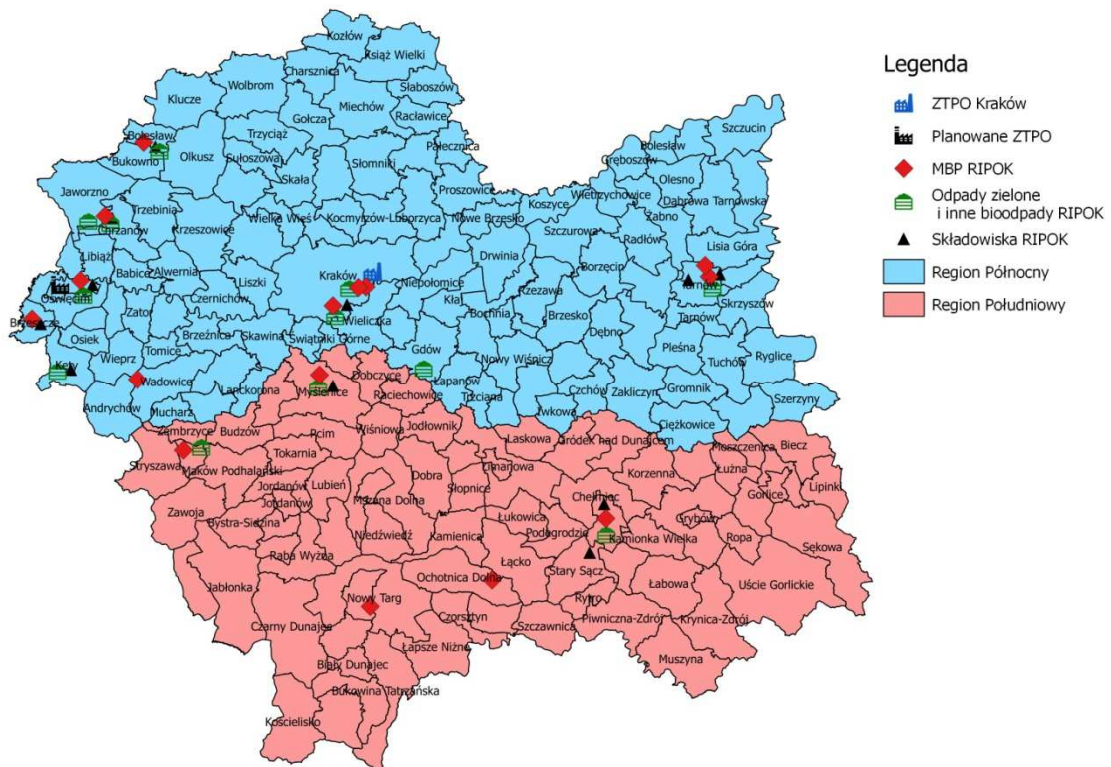 Kozłów
Książ Wielki
Charsznica
Słaboszów
Wolbrom
Klucze
Miechów
Gołcza
Racławice
Szczucin
Bolesław
Trzyciąż
Pałecznica
Bolesław
Gręboszów
Bukowno
Olkusz
Sułoszowa
Słomniki
Olesno
Skała
Proszowice
Wietrzychowice
Dąbrowa Tarnowska
Jaworzno
Koszyce
Żabno
Trzebinia
Wielka Wieś
Kocmyrzów-Luborzyca
Nowe Brzesko
Chrzanów
Krzeszowice
Szczurowa
Radłów
Lisia Góra
Libiąż
Drwinia
Borzęcin
Babice
Alwernia
Liszki
Kraków
Niepołomice
Tarnów
Oświęcim
Czernichów
Kłaj
Rzezawa
Skrzyszów
Zator
Wieliczka
Bochnia
Brzesko
Tarnów
Brzeszcze
Osiek
Brzeźnice
Skawina
Świątniki Górne
Dębno
Wieprz
Tomice
Gdów
Nowy Wiśnicz
Pleśna
Tuchów
Ryglice
Kęty
Wadowice
Lanckorona
Dobczyce
Łapanów
Czchów
Zakliczyn
Gromnik
Andrychów
Mucharz
Myślenice
Raciechowice
Trzciana
Iwkowa
Szerzyny
Ciężkowice
Zembrzyce
Budzów
Pcim
Wiśniowa
Jodłownik
Laskowa
Gródek nad Dunajcem
Moszczenica
Biecz
Stryszawa
Maków Podhalański
Tokarnia
Limanowa
Korzenna
Łużna
Jordanów
Lubień
Dobra
Gorlice
Lipinki
Zawoja
Jordanów
Mszana Dolna
Słopnice
Chełmiec
Bystra-Sidzina
Łukowica
Grybów
Raba Wyżna
Niedźwiedź
Kamienica
Podegrodzie
Kamionka Wielka
Ropa
Sękowa
Jabłonka
Ochotnica Dolna
Łącko
Stary Sącz
Łabowa
Uście Gorlickie
Nowy Targ
Rytro
Czarny Dunajec
Czorsztyn
Szczawnica
Piwniczna-Zdrój
Krynica-Zdrój
Łapsze Niżne
Muszyna
Biały Dunajec
Bukowina Tatrzańska
Kościelisko
Legenda
ZTPO Kraków
Planowane ZTPO
MBP RIPOK
Odpady zielone
i inne bioodpady RIPOK
Składowiska RIPOK
Region Północny
Region Południowy